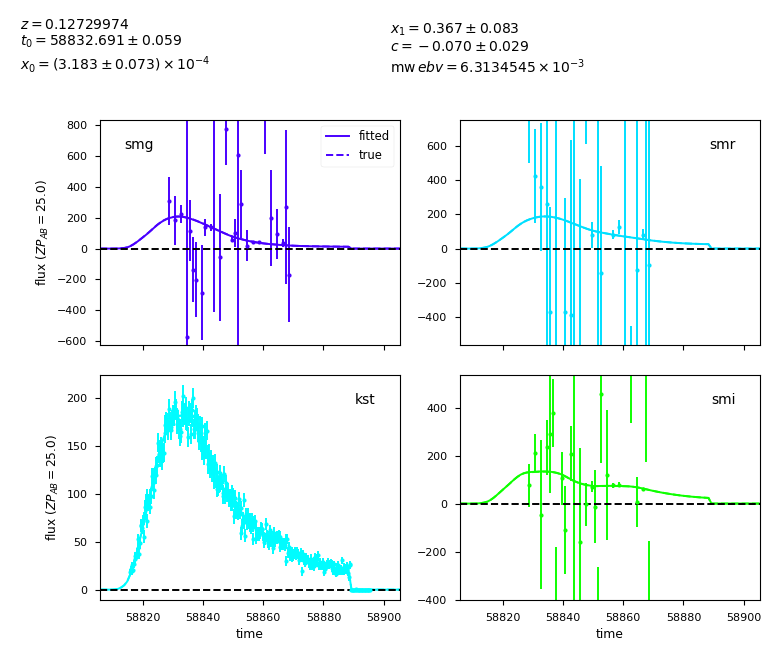 z = 0.12729974
t₀ = 58832.691 ± 0.059
x₀ = (3.183 ± 0.073) × 10⁻⁴
x₁ = 0.367 ± 0.083
c = −0.070 ± 0.029
mw ebv = 6.3134545 × 10⁻³
smg
fitted
true
800
600
400
200
0
−200
−400
−600
flux (ZP_AB = 25.0)
smr
600
400
200
0
−200
−400
kst
200
150
100
50
0
flux (ZP_AB = 25.0)
58820 58840 58860 58880 58900
time
smi
400
200
0
−200
−400
58820 58840 58860 58880 58900
time